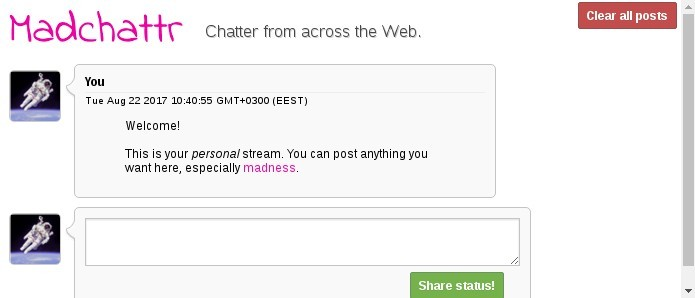 Madchattr
Chatter from across the Web.
Clear all posts
You
Tue Aug 22 2017 10:40:55 GMT+0300 (EEST)
Welcome!
This is your personal stream. You can post anything you
want here, especially madness.
Share status!